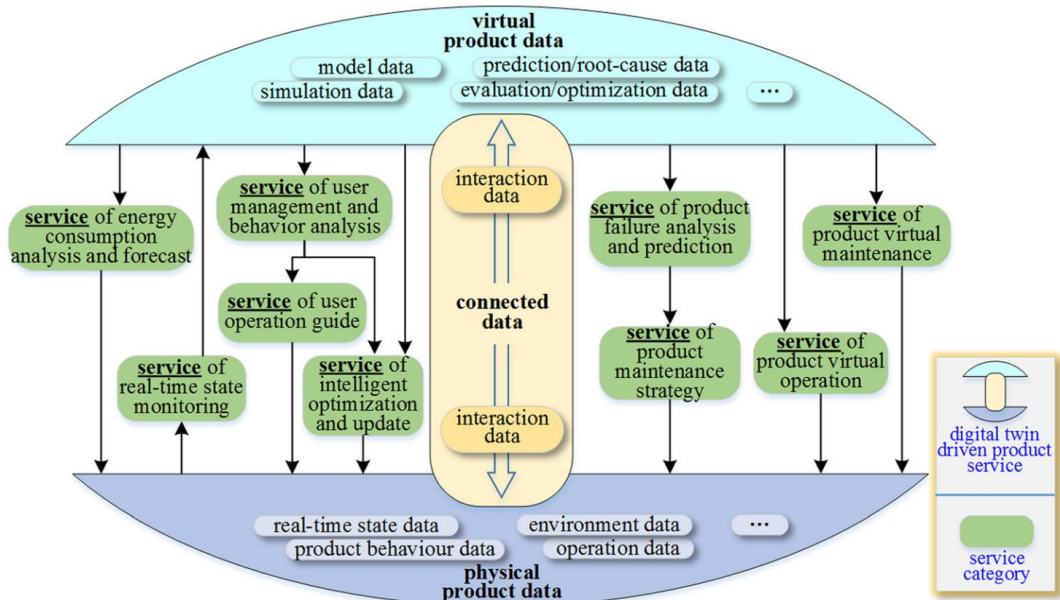 virtual
product data
model data
prediction/root-cause data
simulation data
evaluation/optimization data
...
interaction
data
service of user
management and
behavior analysis
service of energy
consumption
analysis and forecast
service of product
failure analysis
and prediction
service of
product virtual
maintenance
service of user
operation guide
connected
data
service of
real-time state
monitoring
service of
intelligent
optimization
and update
service of
product
maintenance
strategy
service of
product virtual
operation
interaction
data
real-time state data
environment data
...
product behaviour data
operation data
physical
product data
digital twin
driven product
service
service
category